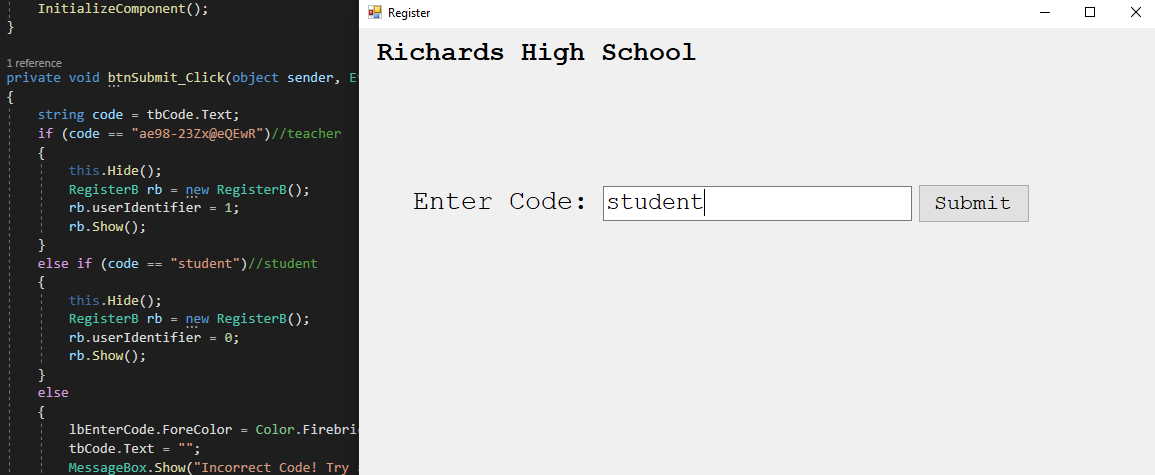 InitializeComponent();
}
1 reference
private void btnSubmit_Click(object sender, E
{
string code = tbCode.Text;
if (code == "ae98-23Zx@eQEwR")//teacher
{
this.Hide();
RegisterB rb = new RegisterB();
rb.userIdentifier = 1;
rb.Show();
}
else if (code == "student")//student
{
this.Hide();
RegisterB rb = new RegisterB();
rb.userIdentifier = 0;
rb.Show();
}
else
{
lbEnterCode.ForeColor = Color.Firebri
tbCode.Text = "";
MessageBox.Show("Incorrect Code! Try
Register
Richards High School
Enter Code: student Submit